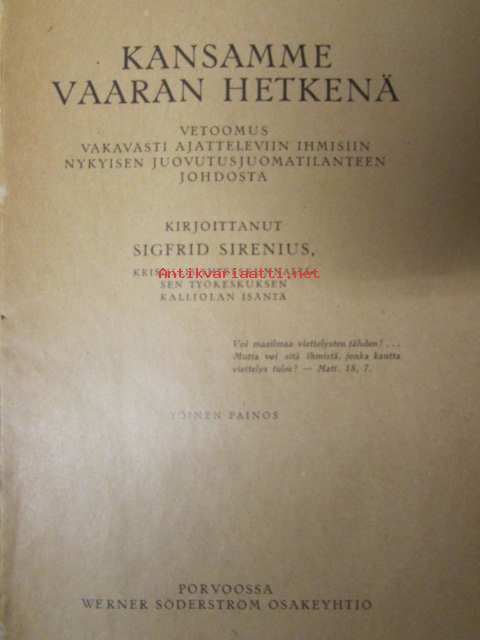 KANSAMME
VAARAN HETKENÄ
VETOOMUS
VAKAVASTI AJATTELEVIIN IHMISIIN
NYKYISEN JUOVUTUSJUOMATILANTEEN
JOHDOSTA
KIRJOITTANUT
SIGFRID SIRENIUS,
Antikvariaatti.net
SEN TYÖKESKUKSEN
KALLIOLAN ISÄNTÄ
Voi maailmaa viettelysten tähden! . . .
Mutta voi sitä ihmistä, jonka kautta
viettelys tulee! — Matt. 18, 7.
TOINEN PAINOS
PORVOOSSA
WERNER SÖDERSTRÖM OSAKEYHTIÖ